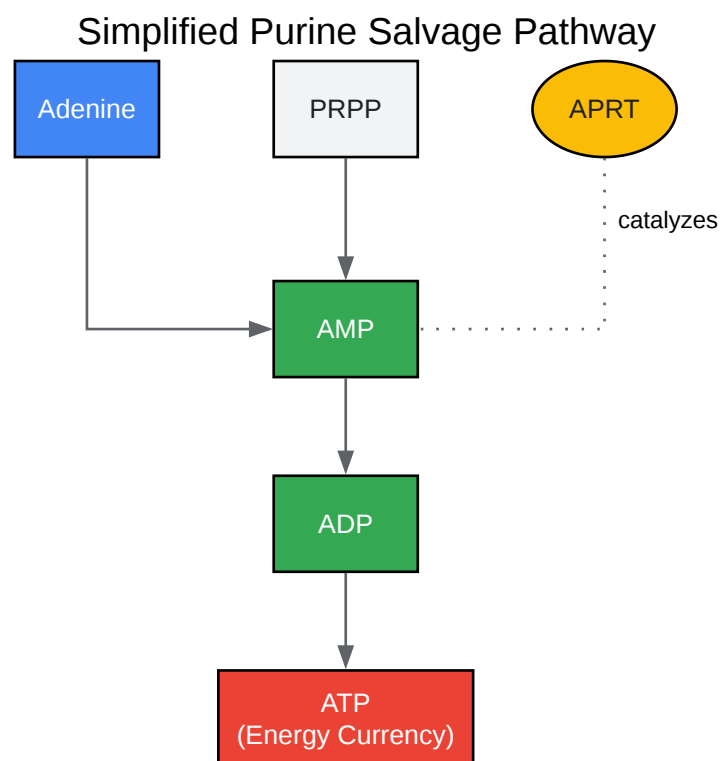 Simplified Purine Salvage Pathway
Adenine
PRPP
APRT
catalyzes
AMP
ADP
ATP
(Energy Currency)